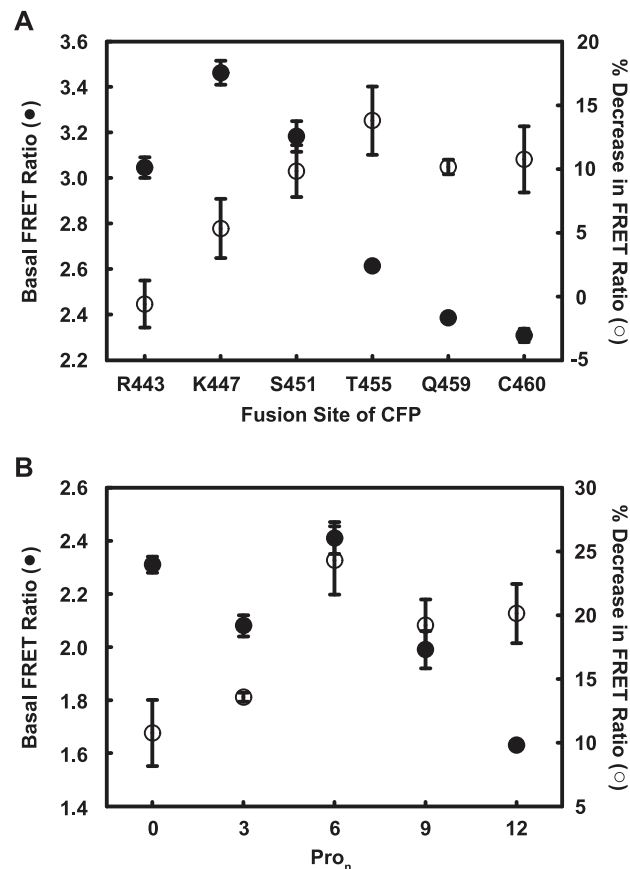 A
Basal FRET Ratio (●)
3.6
3.4
3.2
3.0
2.8
2.6
2.4
2.2
20
15
10
5
0
-5
% Decrease in FRET Ratio (○)
R443 K447 S451 T455 Q459 C460
Fusion Site of CFP
B
Basal FRET Ratio (●)
2.6
2.4
2.2
2.0
1.8
1.6
1.4
30
25
20
15
10
5
% Decrease in FRET Ratio (○)
0 3 6 9 12
Proₙ